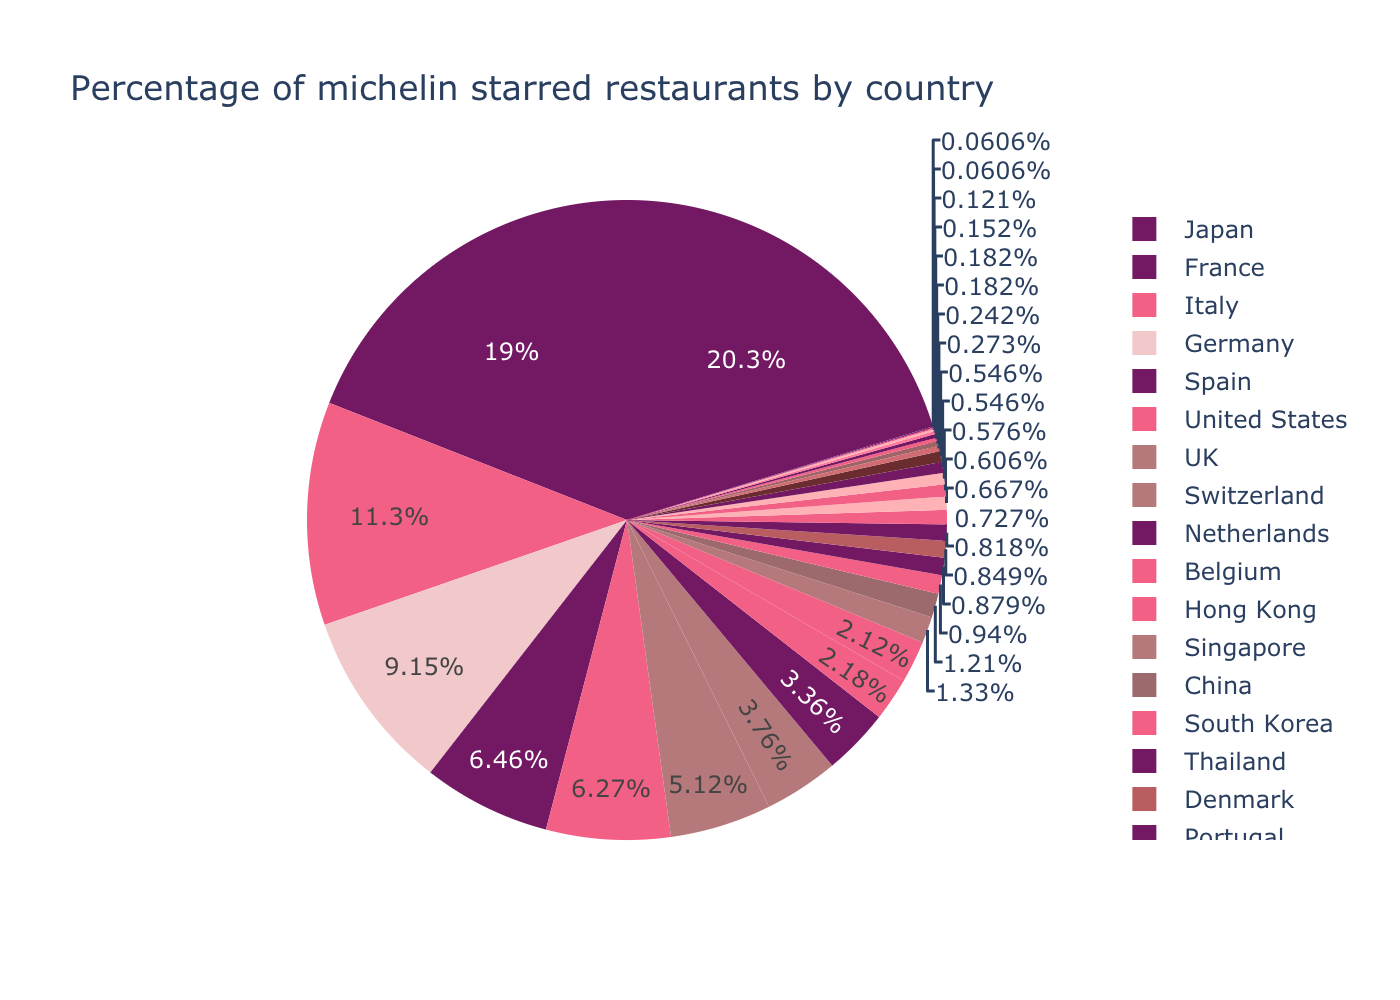 Percentage of michelin starred restaurants by country
0.0606%
0.0606%
0.121%
0.152%
0.182%
0.182%
0.242%
0.273%
0.546%
0.546%
0.576%
0.606%
0.667%
0.727%
0.818%
0.849%
0.879%
0.94%
1.21%
1.33%
19%
20.3%
11.3%
9.15%
6.46%
6.27%
5.12%
3.76%
3.36%
2.18%
2.12%
Japan
France
Italy
Germany
Spain
United States
UK
Switzerland
Netherlands
Belgium
Hong Kong
Singapore
China
South Korea
Thailand
Denmark
Portugal